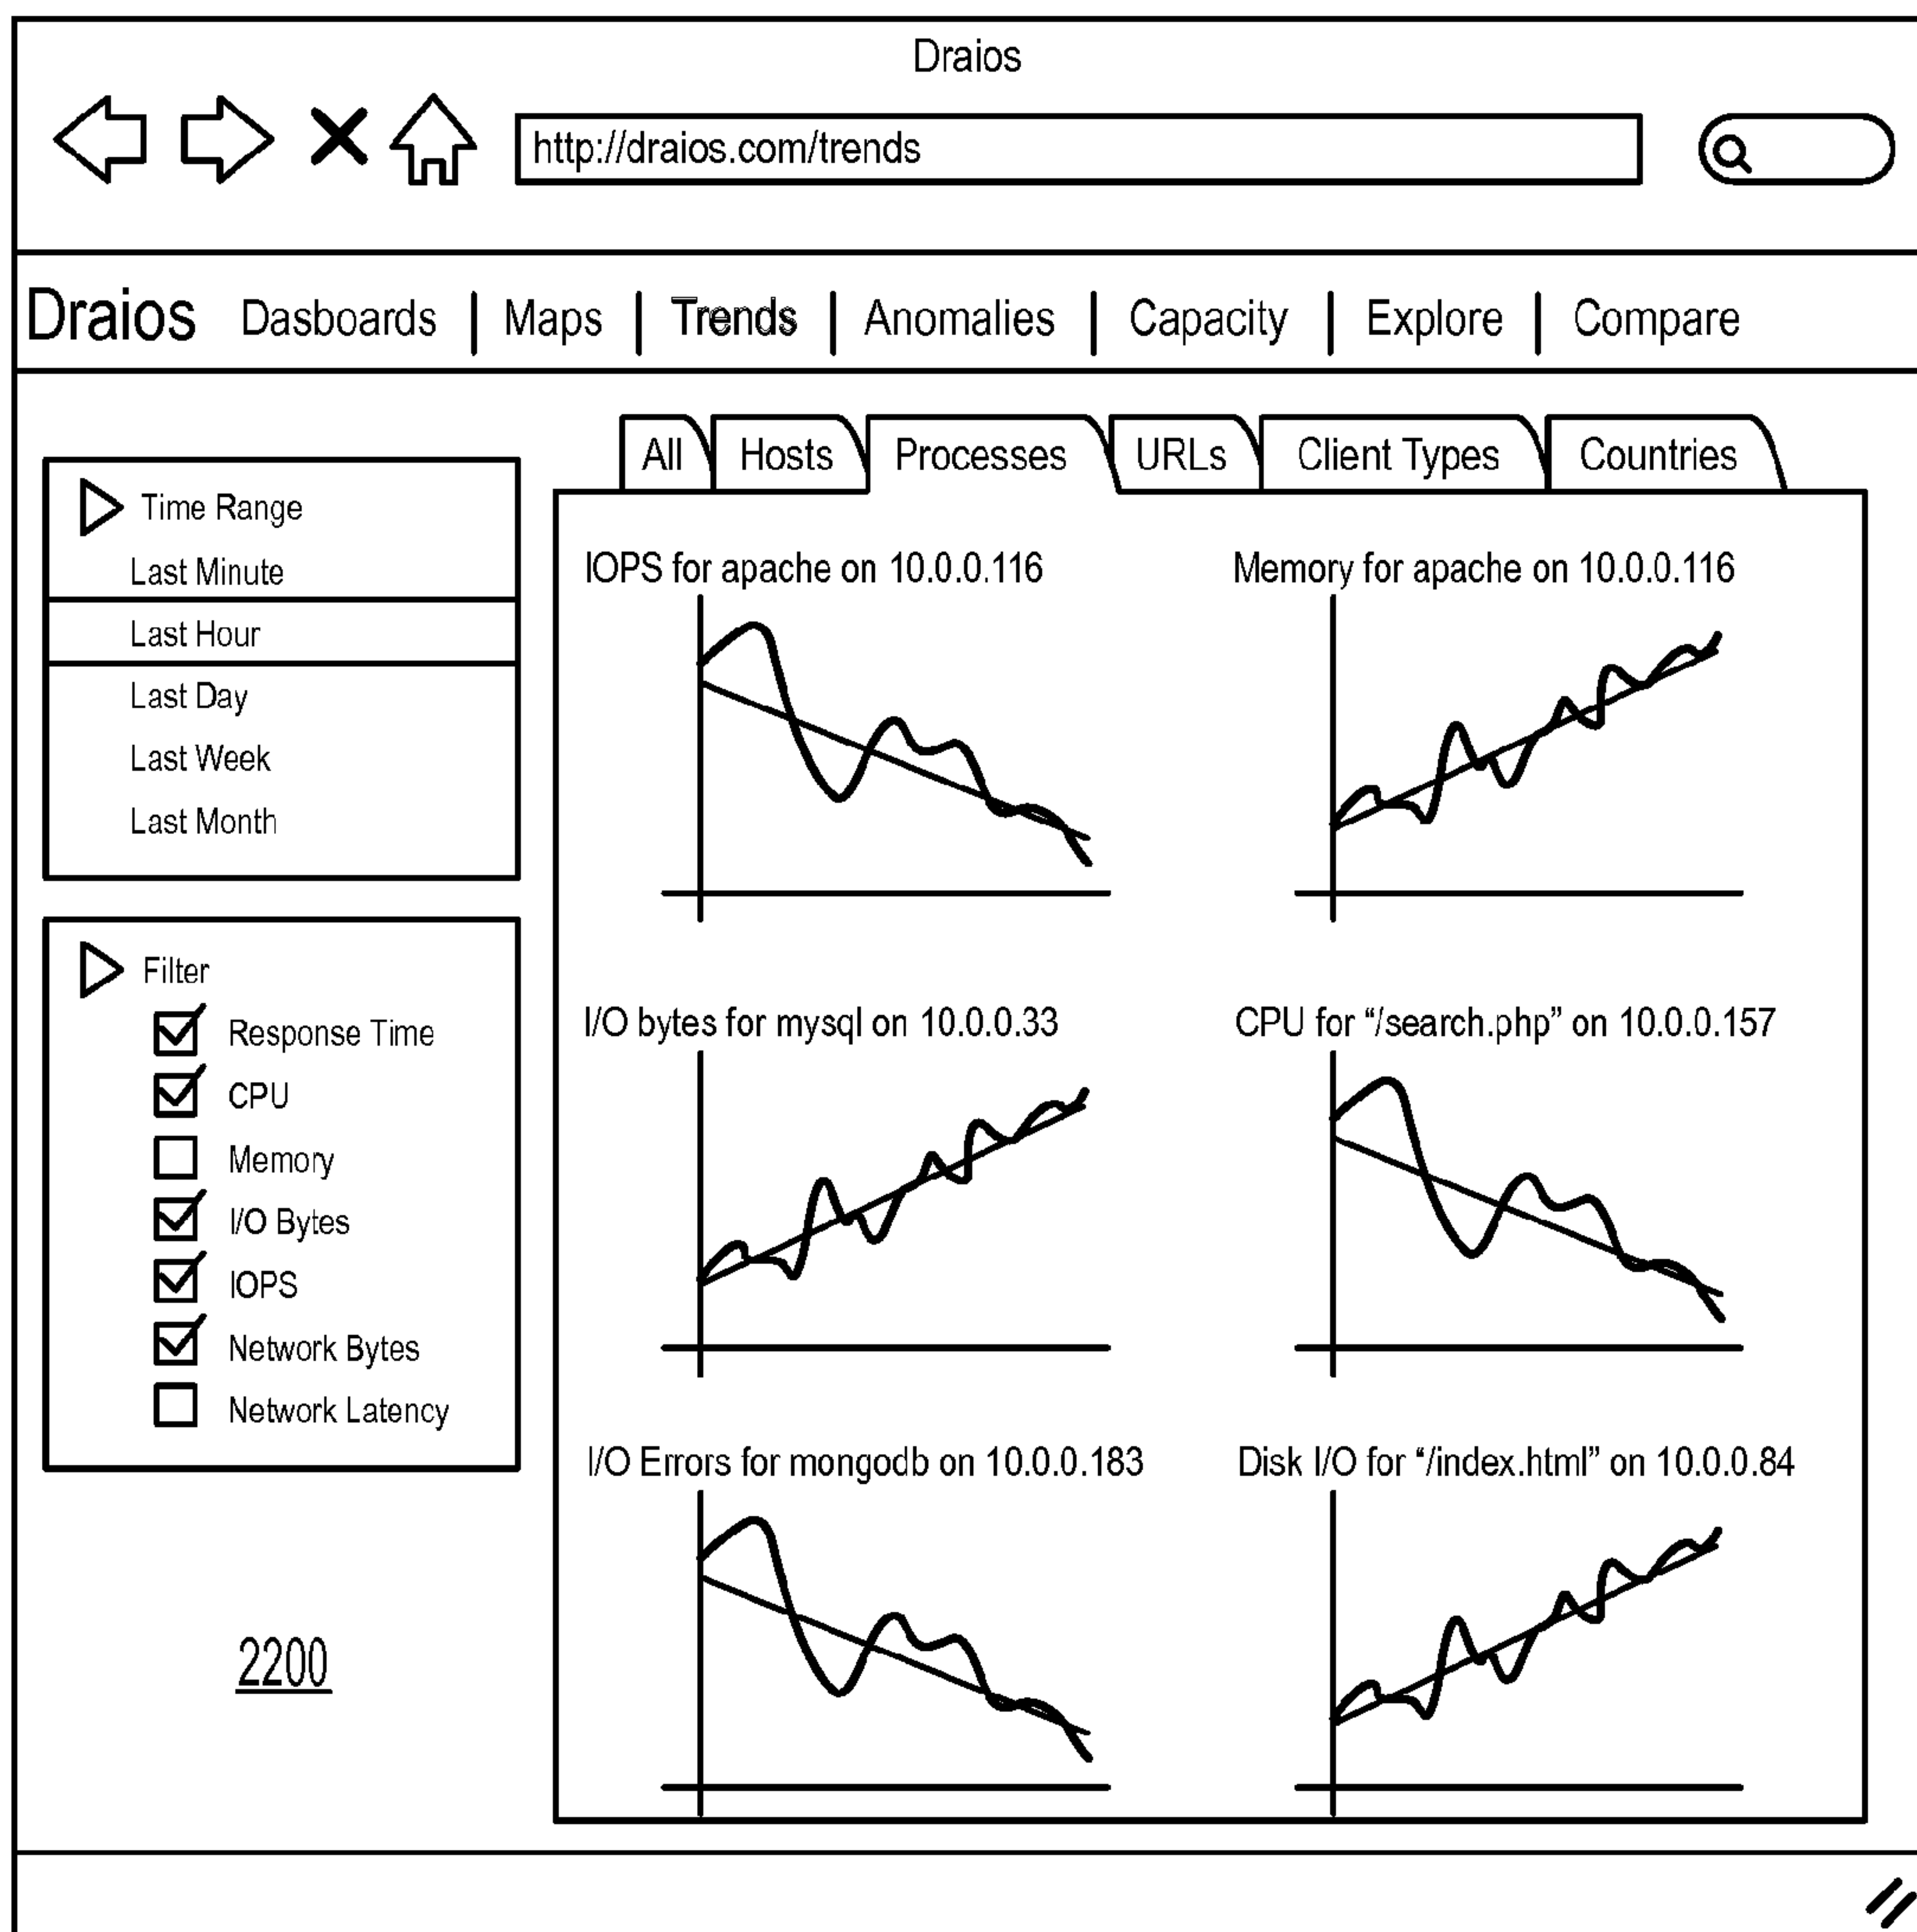 Draios
http://draios.com/trends
Draios Dasboards | Maps | Trends | Anomalies | Capacity | Explore | Compare
All Hosts Processes URLs Client Types Countries
Time Range
Last Minute
Last Hour
Last Day
Last Week
Last Month
Filter
Response Time
CPU
Memory
I/O Bytes
IOPS
Network Bytes
Network Latency
2200
IOPS for apache on 10.0.0.116
Memory for apache on 10.0.0.116
I/O bytes for mysql on 10.0.0.33
CPU for “/search.php” on 10.0.0.157
I/O Errors for mongodb on 10.0.0.183
Disk I/O for “/index.html” on 10.0.0.84